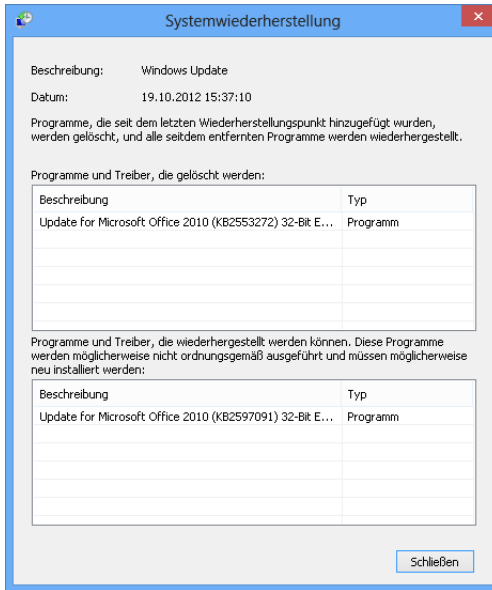 Systemwiederherstellung
Beschreibung: Windows Update
Datum: 19.10.2012 15:37:10
Programme, die seit dem letzten Wiederherstellungspunkt hinzugefügt wurden,
werden gelöscht, und alle seitdem entfernten Programme werden wiederhergestellt.
Programme und Treiber, die gelöscht werden:
Beschreibung Typ
Update for Microsoft Office 2010 (KB2553272) 32-Bit E... Programm
Programme und Treiber, die wiederhergestellt werden können. Diese Programme
werden möglicherweise nicht ordnungsgemäß ausgeführt und müssen möglicherweise
neu installiert werden:
Beschreibung Typ
Update for Microsoft Office 2010 (KB2597091) 32-Bit E... Programm
Schließen